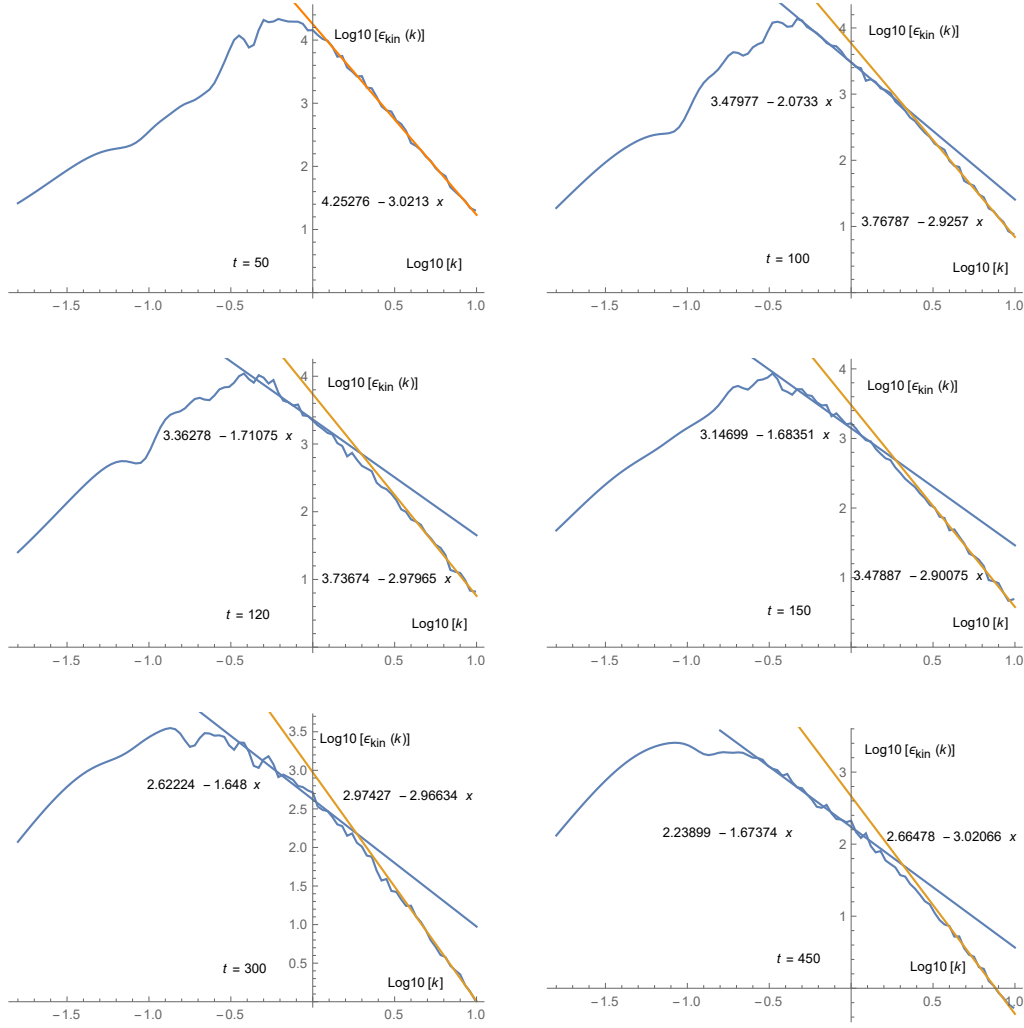 Log10 [ϵkin (k)]
4
3
2
1
4.25276 − 3.0213 x
t = 50
Log10 [k]
−1.5 −1.0 −0.5 0.5 1.0
Log10 [ϵkin (k)]
4
3
2
1
3.47977 − 2.0733 x
3.76787 − 2.9257 x
t = 100
Log10 [k]
−1.5 −1.0 −0.5 0.5 1.0
Log10 [ϵkin (k)]
4
3
2
1
3.36278 − 1.71075 x
3.73674 − 2.97965 x
t = 120
Log10 [k]
−1.5 −1.0 −0.5 0.5 1.0
Log10 [ϵkin (k)]
4
3
2
1
3.14699 − 1.68351 x
3.47887 − 2.90075 x
t = 150
Log10 [k]
−1.5 −1.0 −0.5 0.5 1.0
Log10 [ϵkin (k)]
3.5
3.0
2.5
2.0
1.5
1.0
0.5
2.62224 − 1.648 x
2.97427 − 2.96634 x
t = 300
Log10 [k]
−1.5 −1.0 −0.5 0.5 1.0
Log10 [ϵkin (k)]
3
2
1
2.23899 − 1.67374 x
2.66478 − 3.02066 x
t = 450
Log10 [k]
−1.5 −1.0 −0.5 0.5 1.0